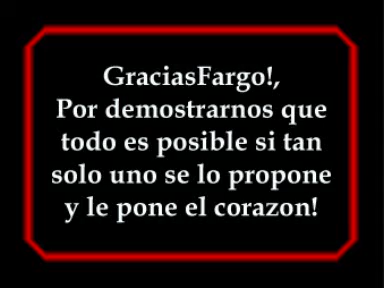 GraciasFargo!,
Por demostrarnos que
todo es posible si tan
solo uno se lo propone
y le pone el corazon!